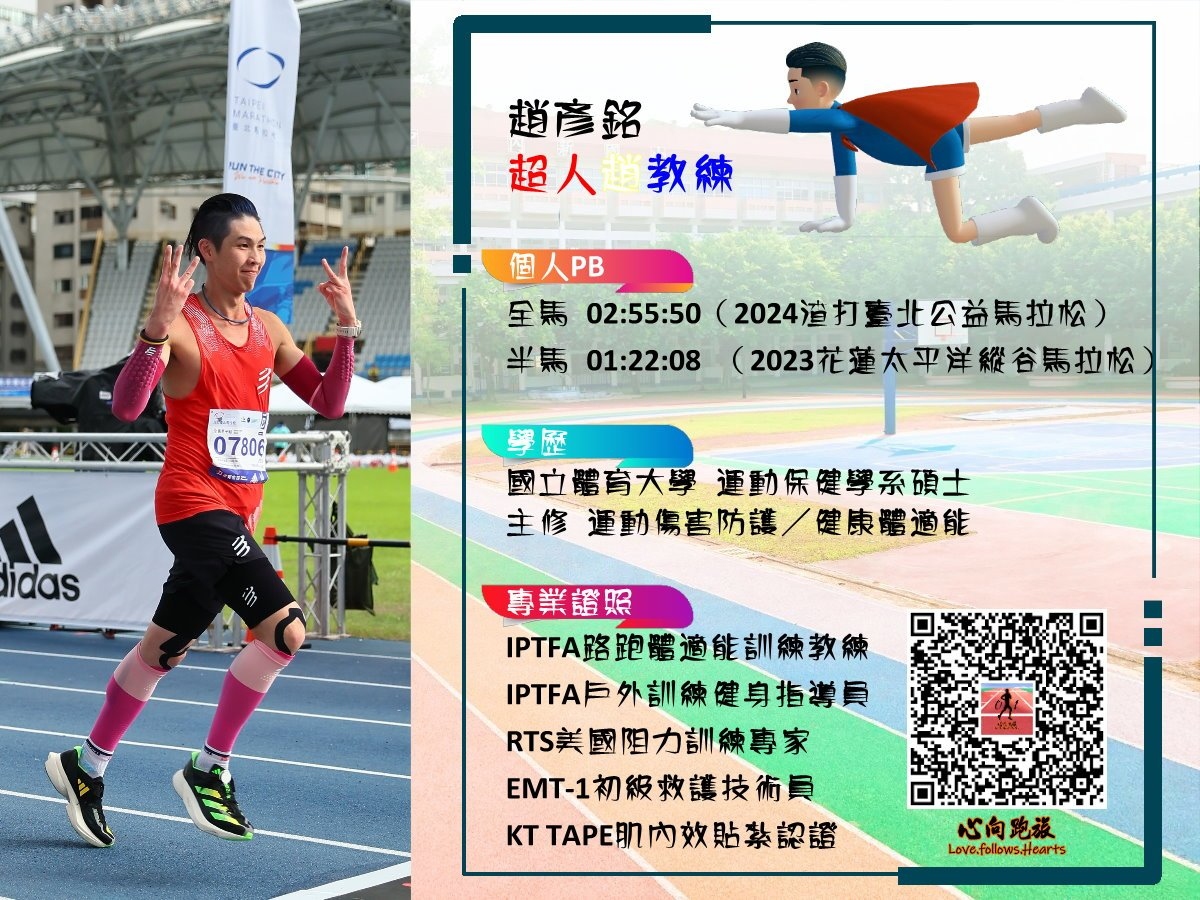 TAIPEI
MARATHON
臺北馬拉松
RUN THE CITY
07806
adidas
趙彥銘
超人趙教練
個人PB
全馬 02:55:50（2024渣打臺北公益馬拉松）
半馬 01:22:08 （2023花蓮太平洋縱谷馬拉松）
學歷
國立體育大學 運動保健學系碩士
主修 運動傷害防護／健康體適能
專業證照
IPTFA路跑體適能訓練教練
IPTFA戶外訓練健身指導員
RTS美國阻力訓練專家
EMT-1初級救護技術員
KT TAPE肌內效貼紮認證
心向跑旅
Love.follows.Hearts